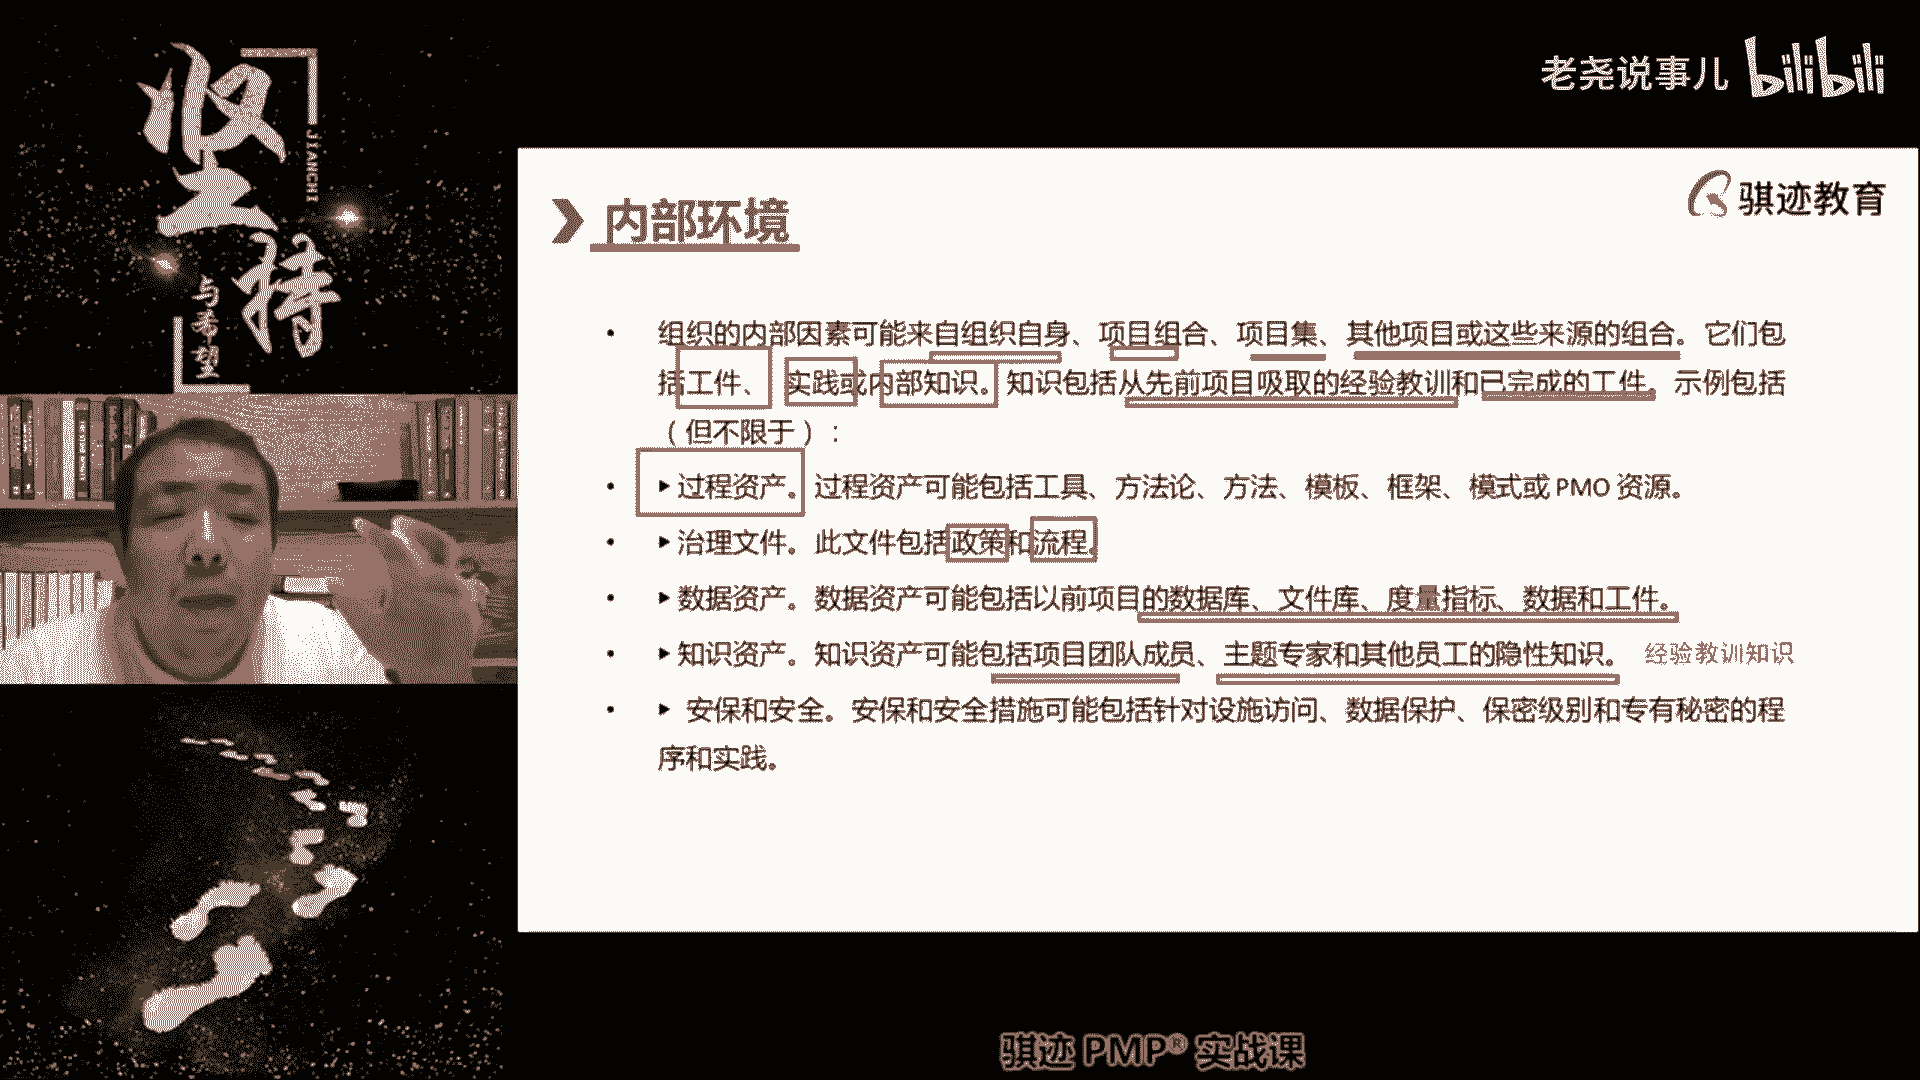 坚持
JIANCHI
与希望
老尧说事儿 bilibili
骐迹教育
内部环境
• 组织的内部因素可能来自组织自身、项目组合、项目集、其他项目或这些来源的组合。它们包
括工件、 实践或内部知识。知识包括从先前项目吸取的经验教训和已完成的工件。示例包括
（但不限于）：
• ▶过程资产。过程资产可能包括工具、方法论、方法、模板、框架、模式或 PMO 资源。
• ▶治理文件。此文件包括政策和流程。
• ▶数据资产。数据资产可能包括以前项目的数据库、文件库、度量指标、数据和工件。
• ▶知识资产。知识资产可能包括项目团队成员、主题专家和其他员工的隐性知识。 经验教训知识
• ▶ 安保和安全。安保和安全措施可能包括针对设施访问、数据保护、保密级别和专有秘密的程
序和实践。
骐迹 PMP® 实战课